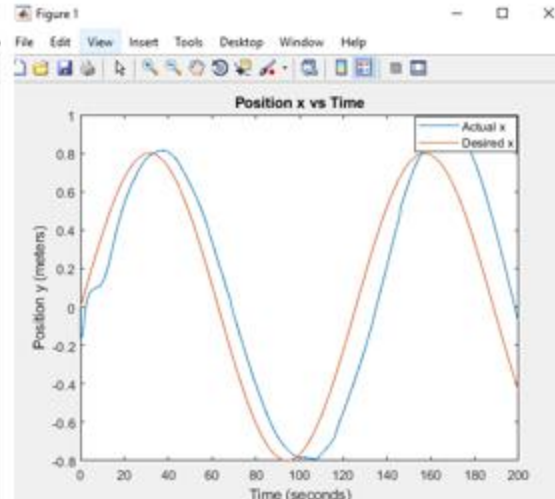 Figure 1
File Edit View Insert Tools Desktop Window Help
Position x vs Time
Actual x
Desired x
Position y (meters)
1
0.8
0.6
0.4
0.2
0
-0.2
-0.4
-0.6
-0.8
0 20 40 60 80 100 120 140 160 180 200
Time (seconds)